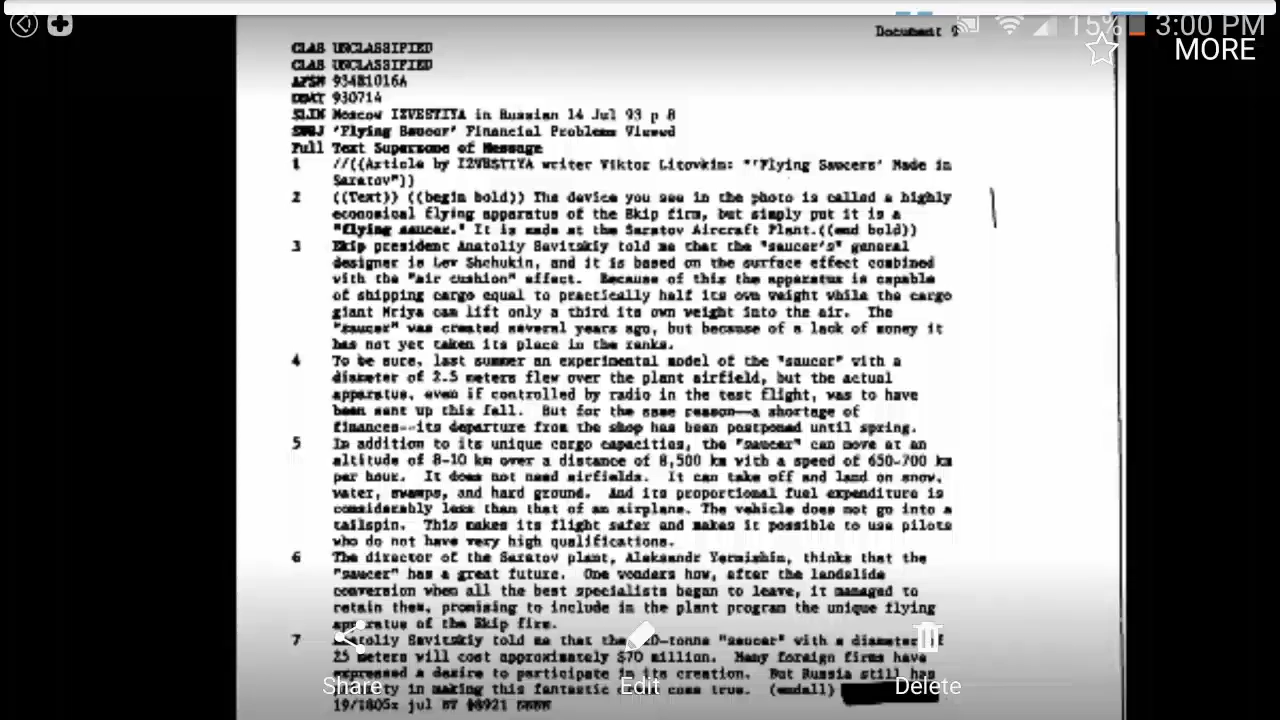 Document 9
15% 3:00 PM
MORE
CLAS UNCLASSIFIED
CLAS UNCLASSIFIED
AFSN 93481016A
DDAT 930714
SLIN Moscow IZVESTIYA in Russian 14 Jul 93 p 8
SUBJ 'Flying Saucer' Financial Problems Viewed
Full Text Superzone of Message
1 //((Article by IZVESTIYA writer Viktor Litovkin: "'Flying Saucers' Made in
Saratov"))
2 ((Text)) ((begin bold)) The device you see in the photo is called a highly
economical flying apparatus of the Ekip firm, but simply put it is a
"flying saucer." It is made at the Saratov Aircraft Plant.((end bold))
3 Ekip president Anatoliy Savitskiy told me that the "saucer's" general
designer is Lev Shchukin, and it is based on the surface effect combined
with the "air cushion" effect. Because of this the apparatus is capable
of shipping cargo equal to practically half its own weight while the cargo
giant Mriya can lift only a third its own weight into the air. The
"saucer" was created several years ago, but because of a lack of money it
has not yet taken its place in the ranks.
4 To be sure, last summer an experimental model of the "saucer" with a
diameter of 2.5 meters flew over the plant airfield, but the actual
apparatus, even if controlled by radio in the test flight, was to have
been sent up this fall. But for the same reason—a shortage of
finances--its departure from the shop has been postponed until spring.
5 In addition to its unique cargo capacities, the "saucer" can move at an
altitude of 8-10 km over a distance of 8,500 km with a speed of 650-700 km
per hour. It does not need airfields. It can take off and land on snow,
water, swamps, and hard ground. And its proportional fuel expenditure is
considerably less than that of an airplane. The vehicle does not go into a
tailspin. This makes its flight safer and makes it possible to use pilots
who do not have very high qualifications.
6 The director of the Saratov plant, Aleksandr Yermishin, thinks that the
"saucer" has a great future. One wonders how, after the landslide
conversion when all the best specialists began to leave, it managed to
retain them, promising to include in the plant program the unique flying
apparatus of the Ekip firm.
7 Anatoliy Savitskiy told me that the "saucer" with a diameter of
25 meters will cost approximately $70 million. Many foreign firms have
expressed a desire to participate in its creation. But Russia still has
in making this fantastic come true. (endall)
19/1805z jul
Share Edit Delete